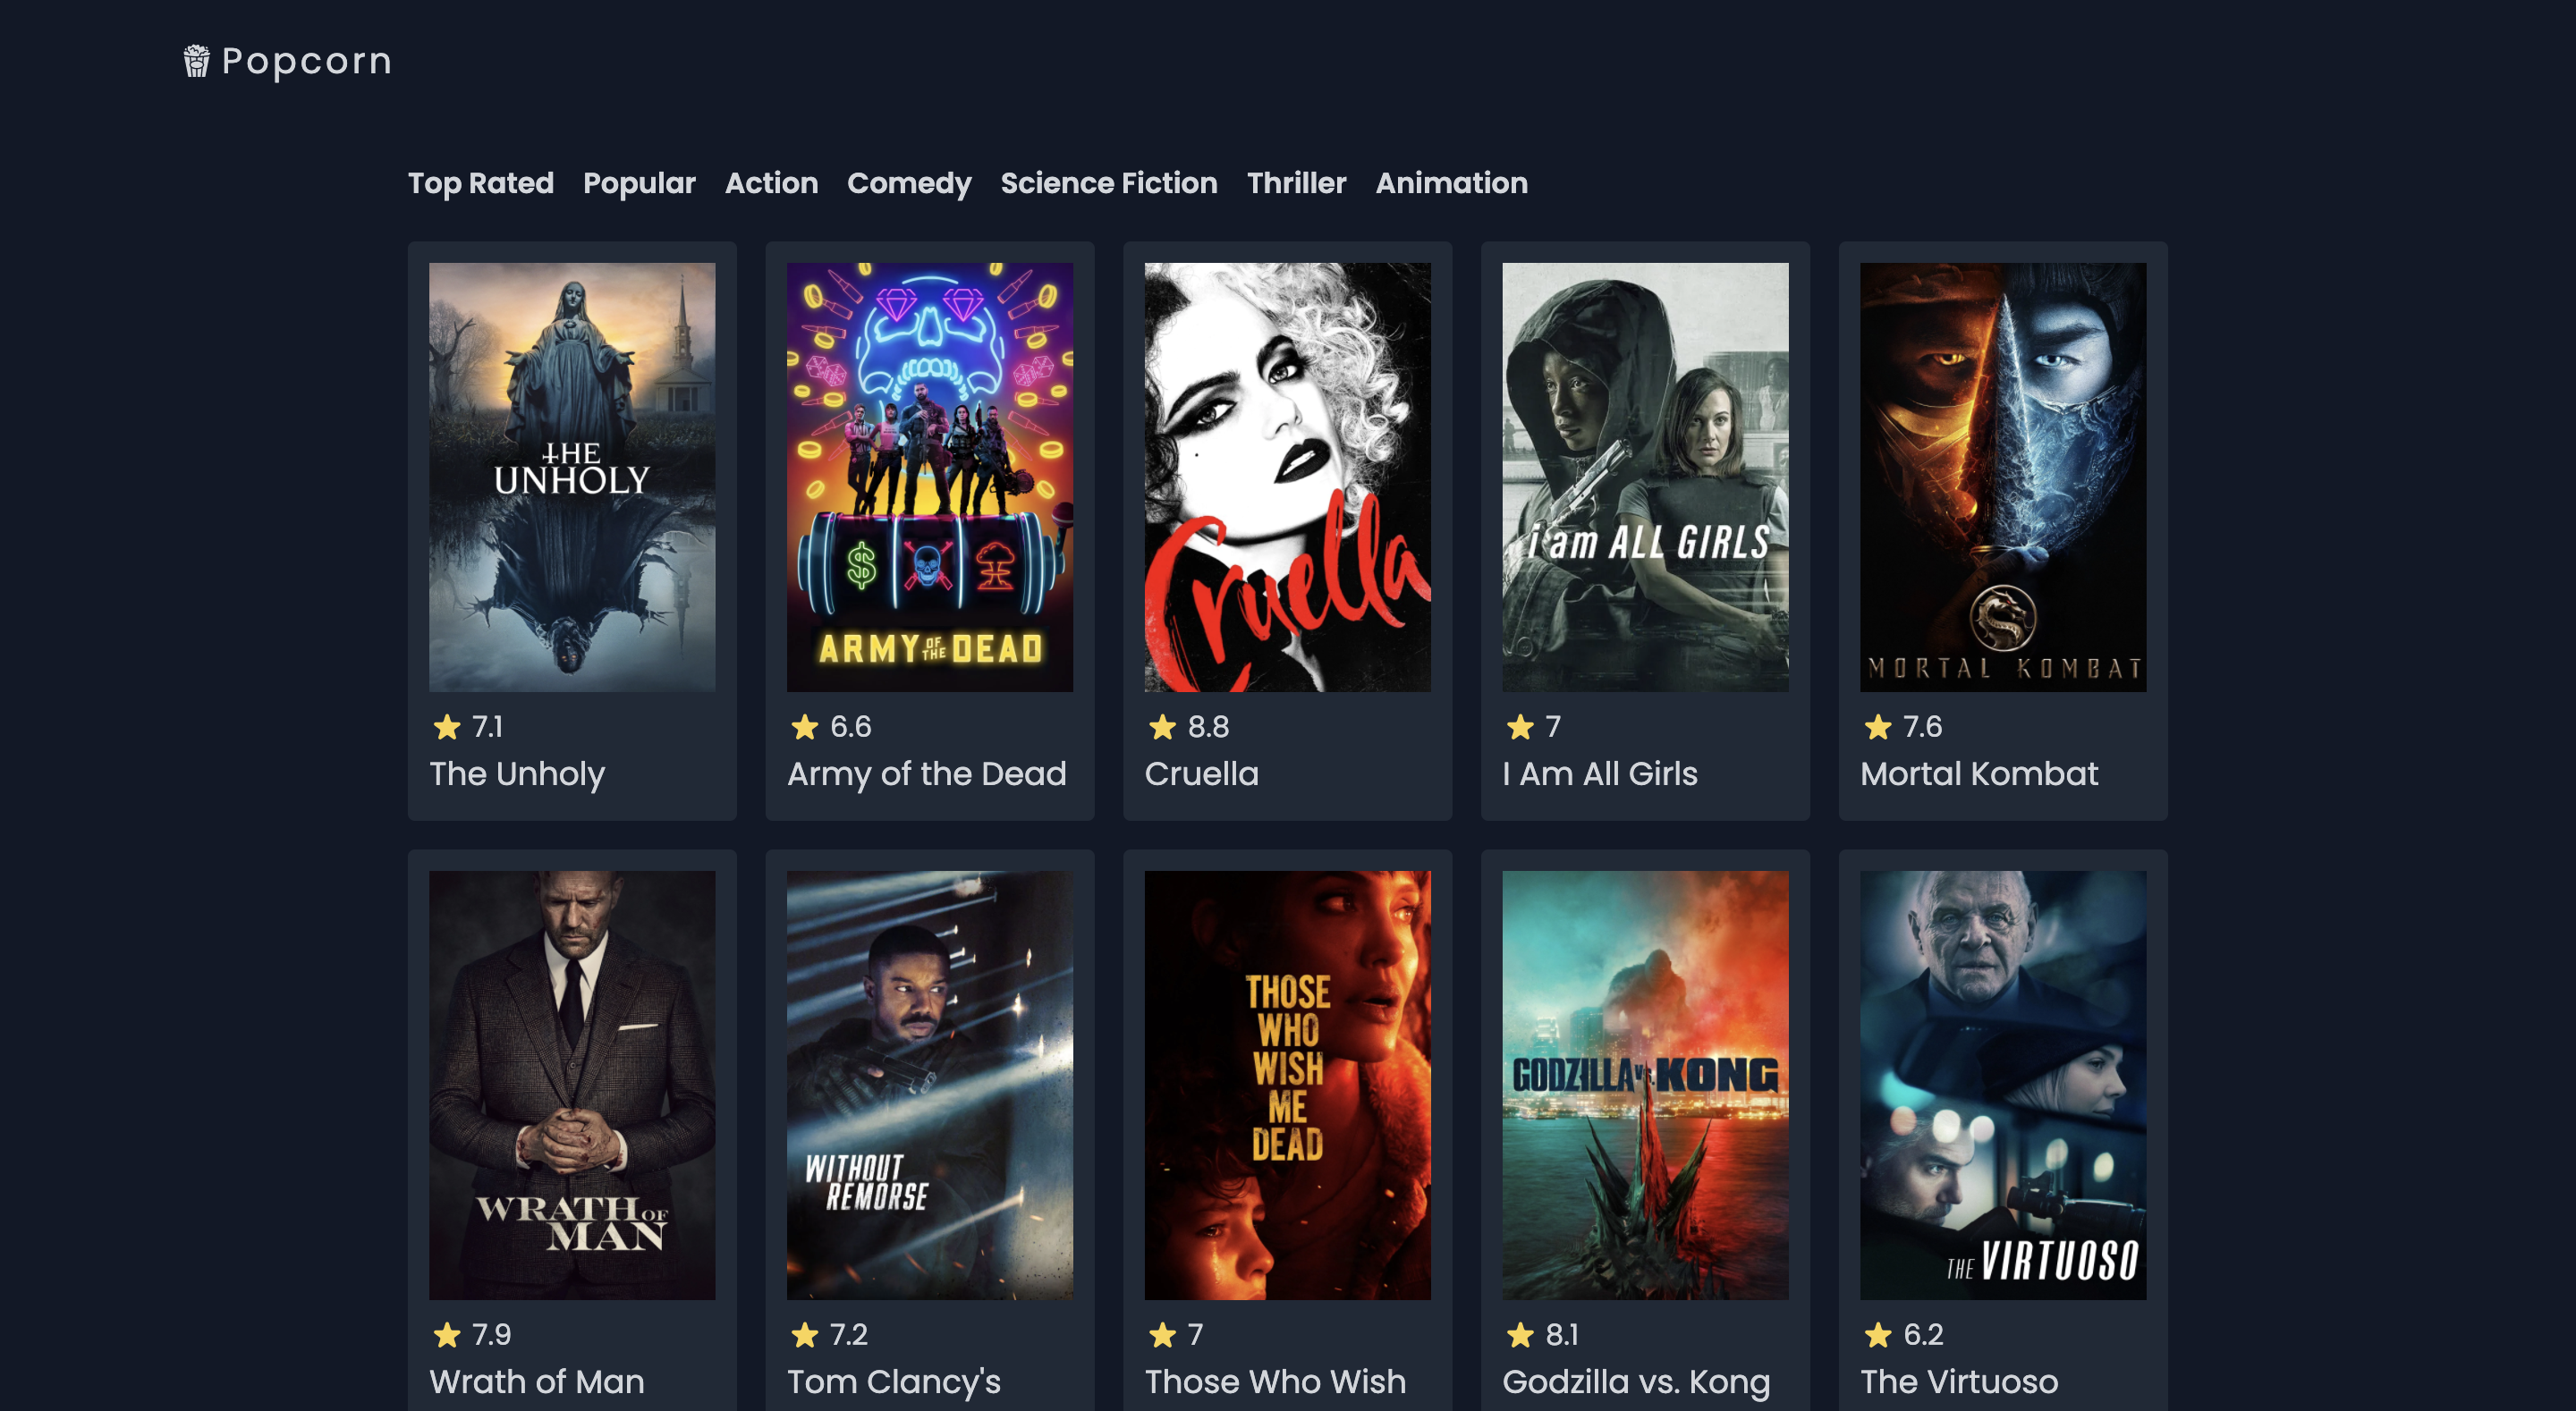 Popcorn
Top Rated Popular Action Comedy Science Fiction Thriller Animation
THE
UNHOLY
7.1
The Unholy
$
ARMY OF THE DEAD
6.6
Army of the Dead
Cruella
8.8
Cruella
i am ALL GIRLS
7
I Am All Girls
MORTAL KOMBAT
7.6
Mortal Kombat
WRATH OF
MAN
7.9
Wrath of Man
WITHOUT
REMORSE
7.2
Tom Clancy's
THOSE
WHO
WISH
ME
DEAD
7
Those Who Wish
GODZILLA VS. KONG
8.1
Godzilla vs. Kong
THE VIRTUOSO
6.2
The Virtuoso